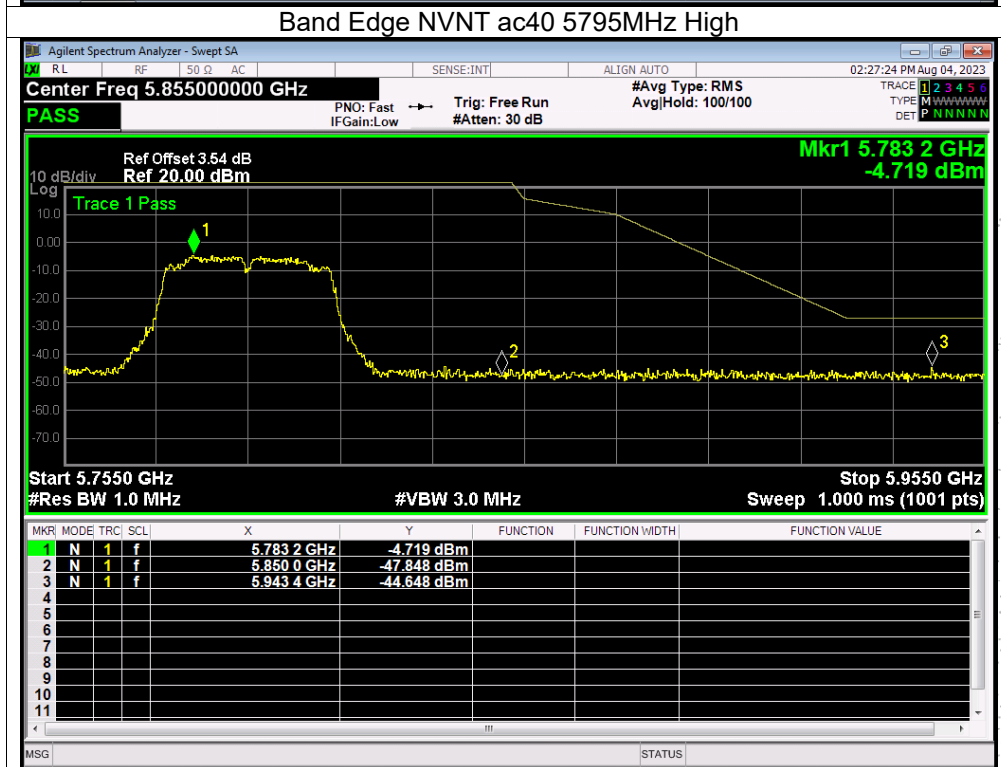 Band Edge NVNT ac40 5795MHz High
Agilent Spectrum Analyzer - Swept SA
LXI RL RF 50 Ω AC SENSE:INT ALIGN AUTO 02:27:24 PM Aug 04, 2023
Center Freq 5.855000000 GHz #Avg Type: RMS TRACE 1 2 3 4 5 6
PASS PNO: Fast Trig: Free Run Avg|Hold: 100/100 TYPE M WWWWW
IFGain:Low #Atten: 30 dB DET P N N N N N
Mkr1 5.783 2 GHz
Ref Offset 3.54 dB
10 dB/div Ref 20.00 dBm -4.719 dBm
Log
Trace 1 Pass
10.0
1
0.00
-10.0
-20.0
-30.0
-40.0
2
3
-50.0
-60.0
-70.0
Start 5.7550 GHz Stop 5.9550 GHz
#Res BW 1.0 MHz #VBW 3.0 MHz Sweep 1.000 ms (1001 pts)
MKR MODE TRC SCL X Y FUNCTION FUNCTION WIDTH FUNCTION VALUE
1 N 1 f 5.783 2 GHz -4.719 dBm
2 N 1 f 5.850 0 GHz -47.848 dBm
3 N 1 f 5.943 4 GHz -44.648 dBm
4
5
6
7
8
9
10
11
MSG STATUS